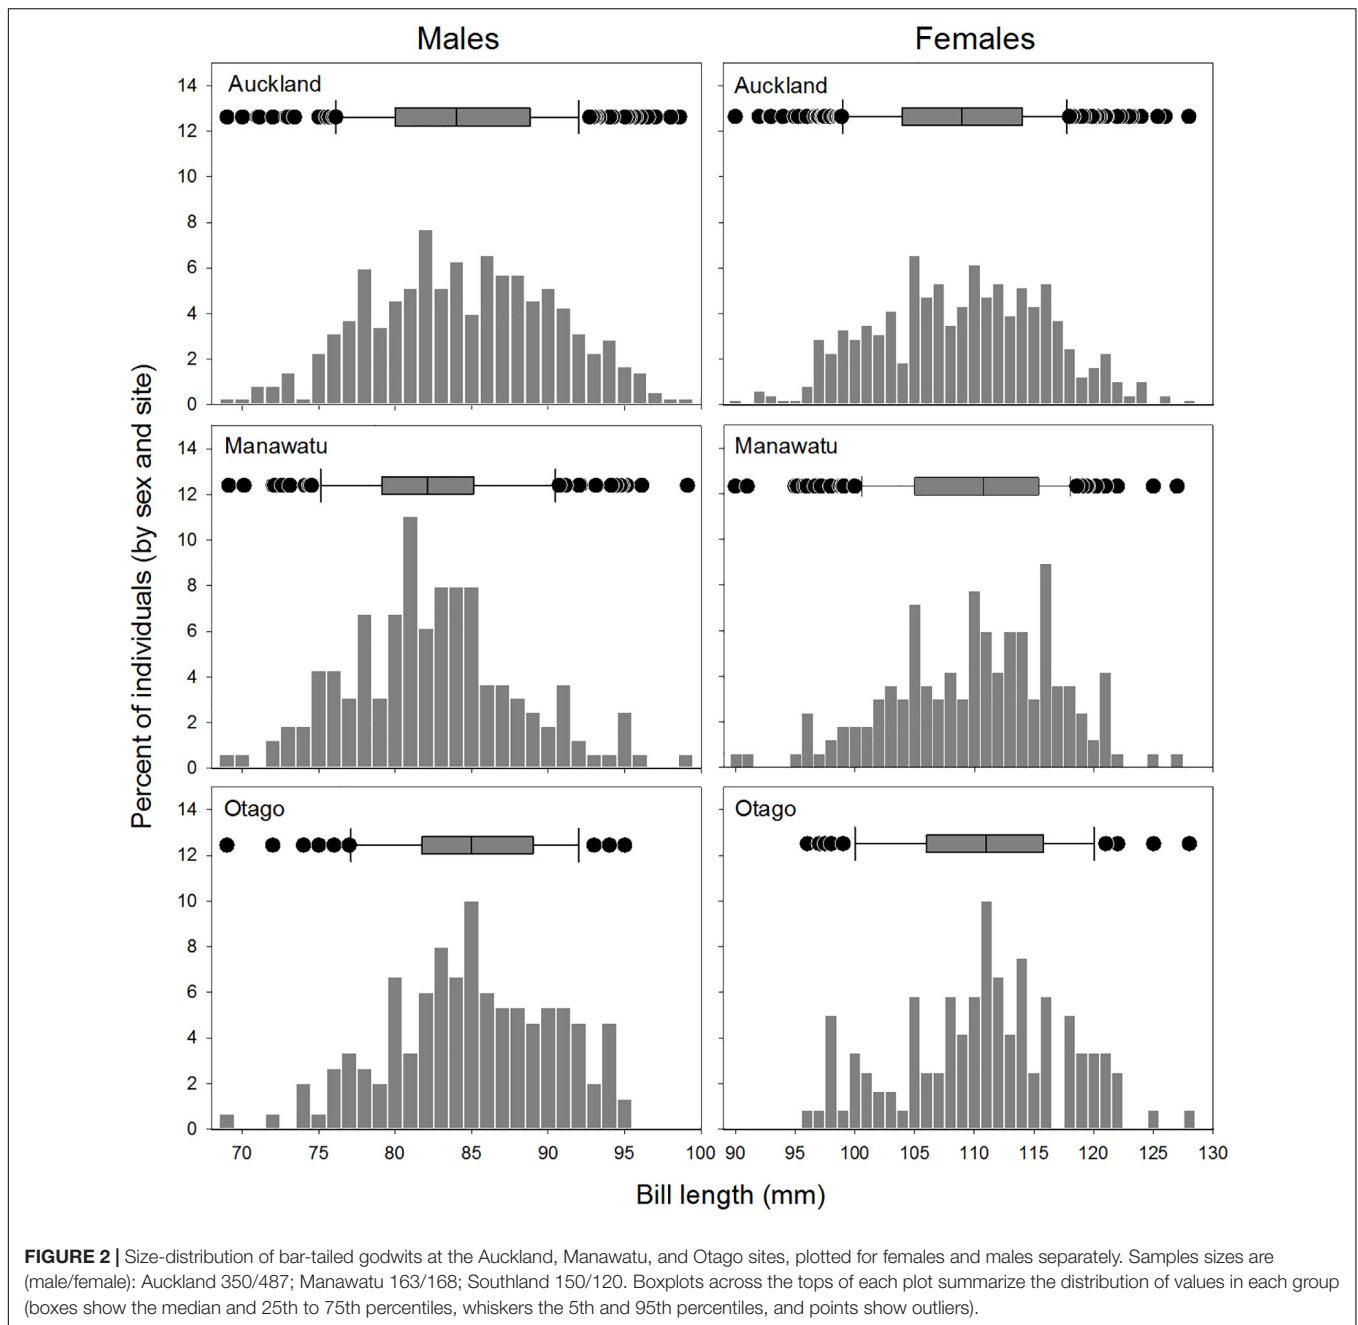 Males
Females
Auckland
Auckland
14
12
10
8
6
4
2
0
Manawatu
Manawatu
14
12
10
8
6
4
2
0
Otago
Otago
14
12
10
8
6
4
2
0
Percent of individuals (by sex and site)
70 75 80 85 90 95 100
90 95 100 105 110 115 120 125 130
Bill length (mm)
FIGURE 2 | Size-distribution of bar-tailed godwits at the Auckland, Manawatu, and Otago sites, plotted for females and males separately. Samples sizes are
(male/female): Auckland 350/487; Manawatu 163/168; Southland 150/120. Boxplots across the tops of each plot summarize the distribution of values in each group
(boxes show the median and 25th to 75th percentiles, whiskers the 5th and 95th percentiles, and points show outliers).